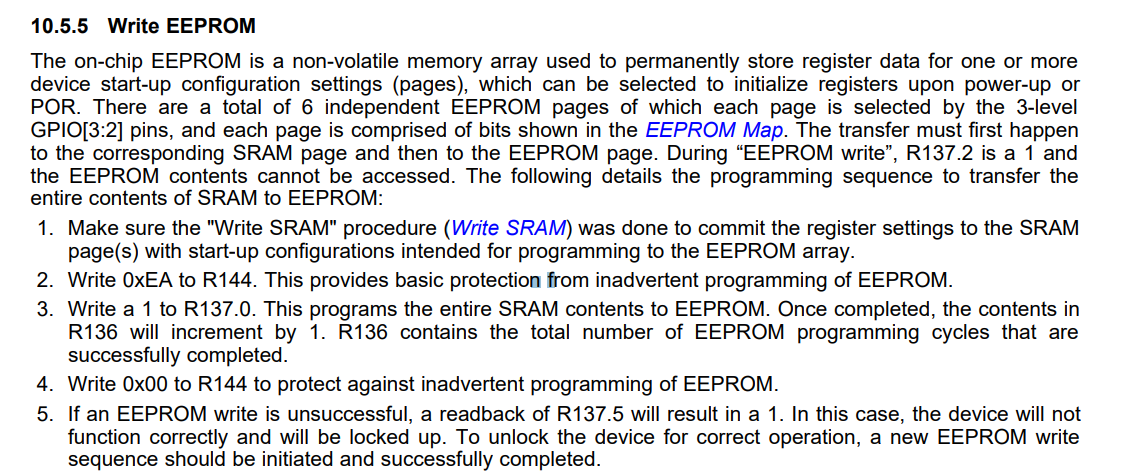 10.5.5 Write EEPROM
The on-chip EEPROM is a non-volatile memory array used to permanently store register data for one or more
device start-up configuration settings (pages), which can be selected to initialize registers upon power-up or
POR. There are a total of 6 independent EEPROM pages of which each page is selected by the 3-level
GPIO[3:2] pins, and each page is comprised of bits shown in the EEPROM Map. The transfer must first happen
to the corresponding SRAM page and then to the EEPROM page. During “EEPROM write”, R137.2 is a 1 and
the EEPROM contents cannot be accessed. The following details the programming sequence to transfer the
entire contents of SRAM to EEPROM:
1. Make sure the "Write SRAM" procedure (Write SRAM) was done to commit the register settings to the SRAM
page(s) with start-up configurations intended for programming to the EEPROM array.
2. Write 0xEA to R144. This provides basic protection from inadvertent programming of EEPROM.
3. Write a 1 to R137.0. This programs the entire SRAM contents to EEPROM. Once completed, the contents in
R136 will increment by 1. R136 contains the total number of EEPROM programming cycles that are
successfully completed.
4. Write 0x00 to R144 to protect against inadvertent programming of EEPROM.
5. If an EEPROM write is unsuccessful, a readback of R137.5 will result in a 1. In this case, the device will not
function correctly and will be locked up. To unlock the device for correct operation, a new EEPROM write
sequence should be initiated and successfully completed.